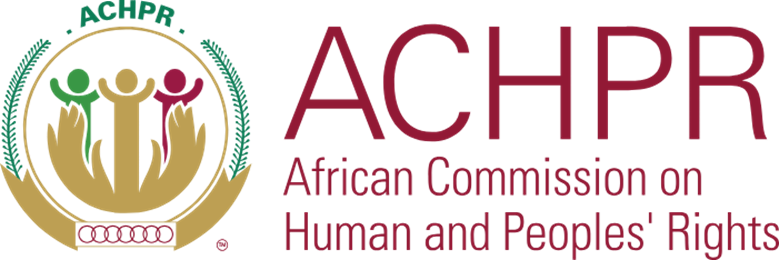 ·ACHPR·
ACHPR
African Commission on
Human and Peoples' Rights
TM